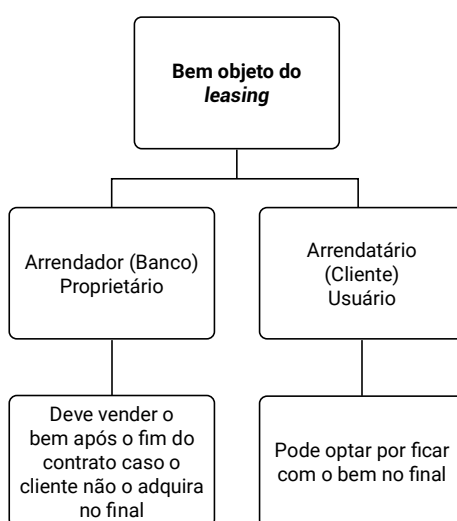 Bem objeto do
leasing
Arrendador (Banco)
Proprietário
Arrendatário
(Cliente)
Usuário
Deve vender o
bem após o fim do
contrato caso o
cliente não o adquira
no final
Pode optar por ficar
com o bem no final